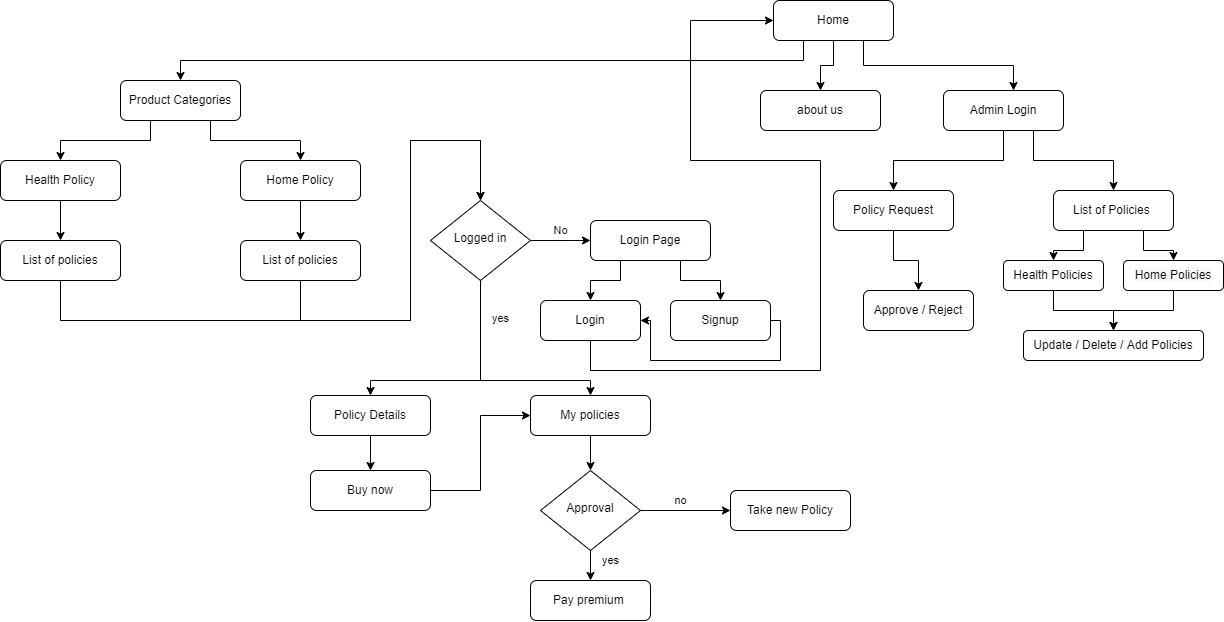 Home
Product Categories
about us
Admin Login
Health Policy
Home Policy
Policy Request
List of Policies
List of policies
List of policies
Logged in
No
Login Page
Health Policies
Home Policies
Login
Signup
Approve / Reject
yes
Update / Delete / Add Policies
Policy Details
My policies
Buy now
Approval
no
Take new Policy
yes
Pay premium